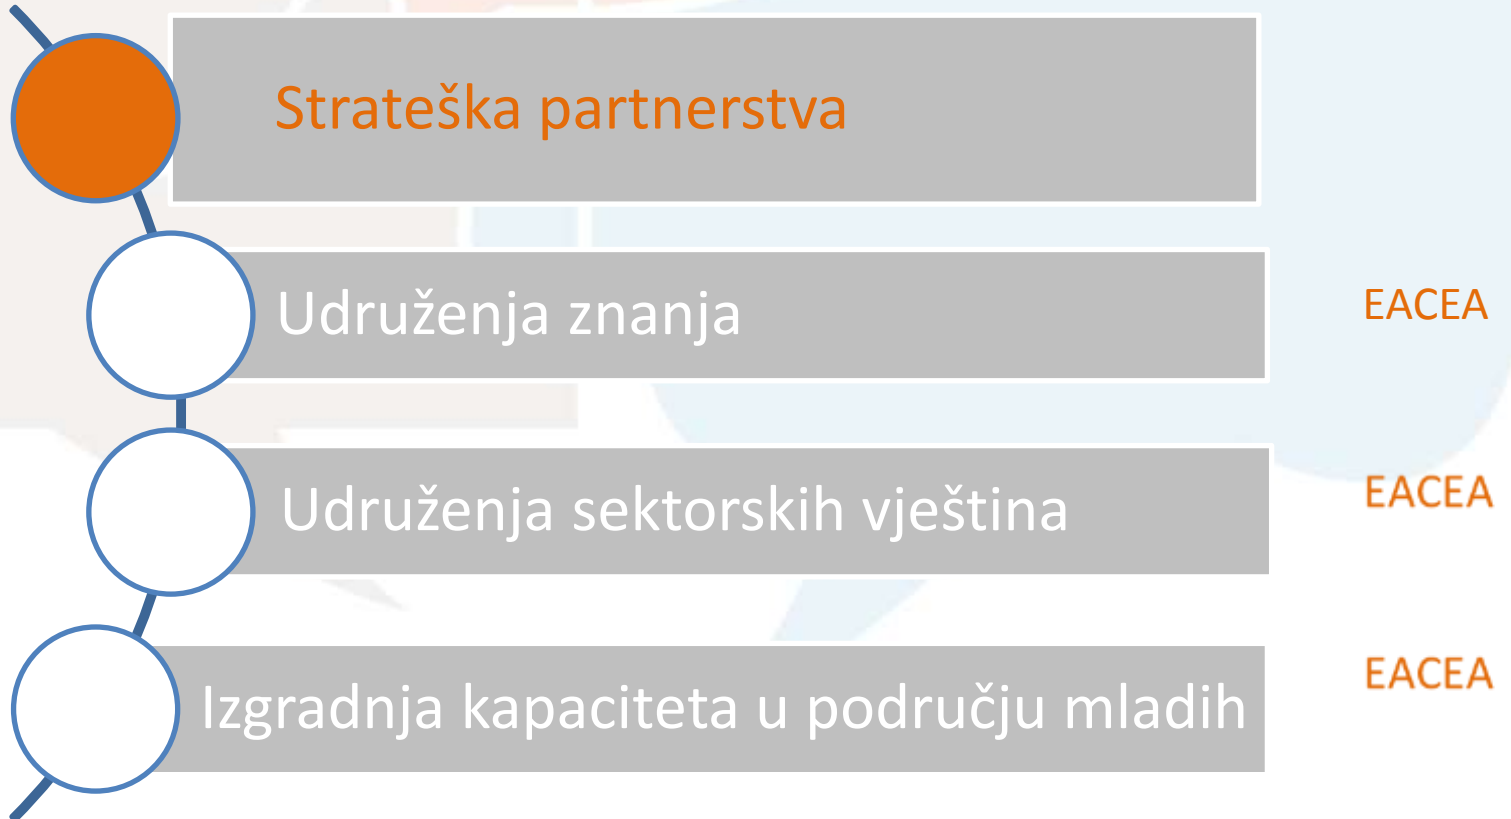 Strateška partnerstva
Udruženja znanja
EACEA
Udruženja sektorskih vještina
EACEA
Izgradnja kapaciteta u području mladih
EACEA